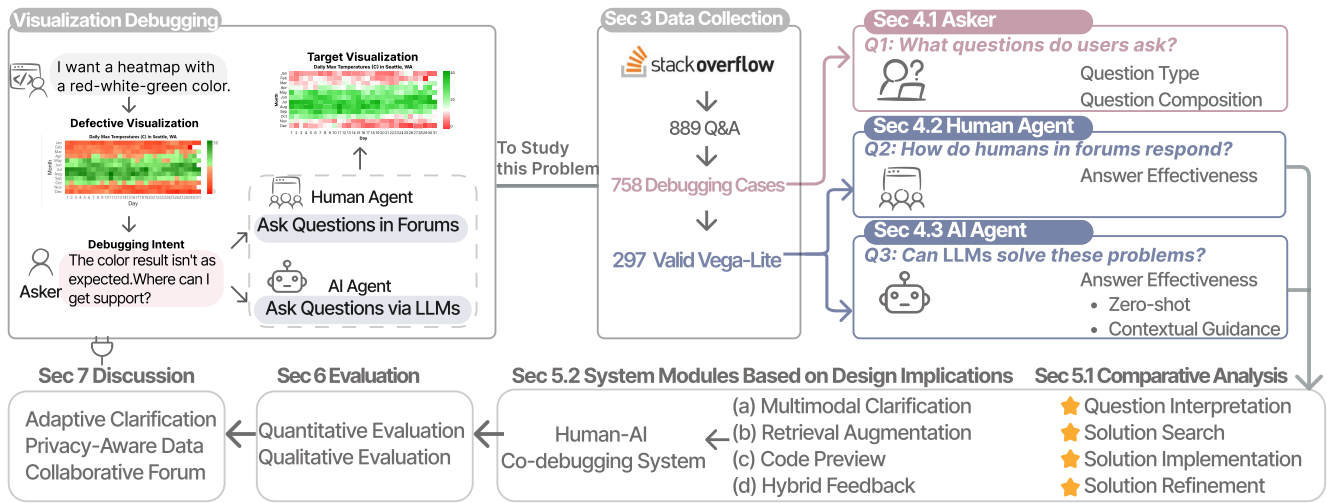 Visualization Debugging
I want a heatmap with
a red-white-green color.
Defective Visualization
Daily Max Temperatures (C) in Seattle, WA
Month
Day
Debugging Intent
Asker
The color result isn't as
expected.Where can I
get support?
Target Visualization
Daily Max Temperatures (C) in Seattle, WA
Month
Day
Human Agent
Ask Questions in Forums
AI Agent
Ask Questions via LLMs
To Study
this Problem
Sec 3 Data Collection
stackoverflow
889 Q&A
758 Debugging Cases
297 Valid Vega-Lite
Sec 4.1 Asker
Q1: What questions do users ask?
Question Type
Question Composition
Sec 4.2 Human Agent
Q2: How do humans in forums respond?
Answer Effectiveness
Sec 4.3 AI Agent
Q3: Can LLMs solve these problems?
Answer Effectiveness
• Zero-shot
• Contextual Guidance
Sec 7 Discussion
Adaptive Clarification
Privacy-Aware Data
Collaborative Forum
Sec 6 Evaluation
Quantitative Evaluation
Qualitative Evaluation
Sec 5.2 System Modules Based on Design Implications
Human-AI
Co-debugging System
(a) Multimodal Clarification
(b) Retrieval Augmentation
(c) Code Preview
(d) Hybrid Feedback
Sec 5.1 Comparative Analysis
Question Interpretation
Solution Search
Solution Implementation
Solution Refinement